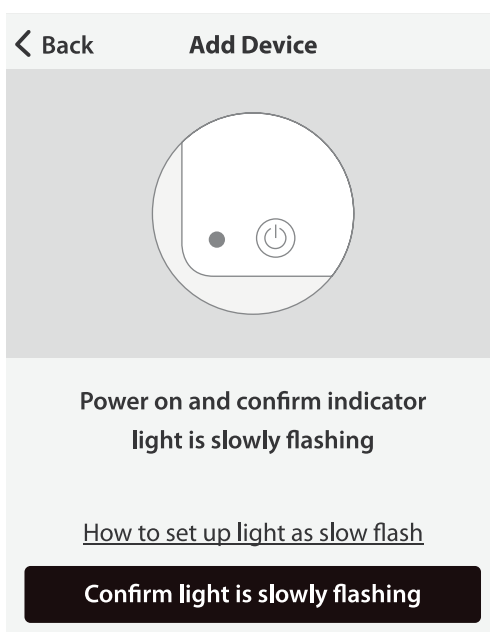 Back
Add Device
Power on and confirm indicator
light is slowly flashing
How to set up light as slow flash
Confirm light is slowly flashing